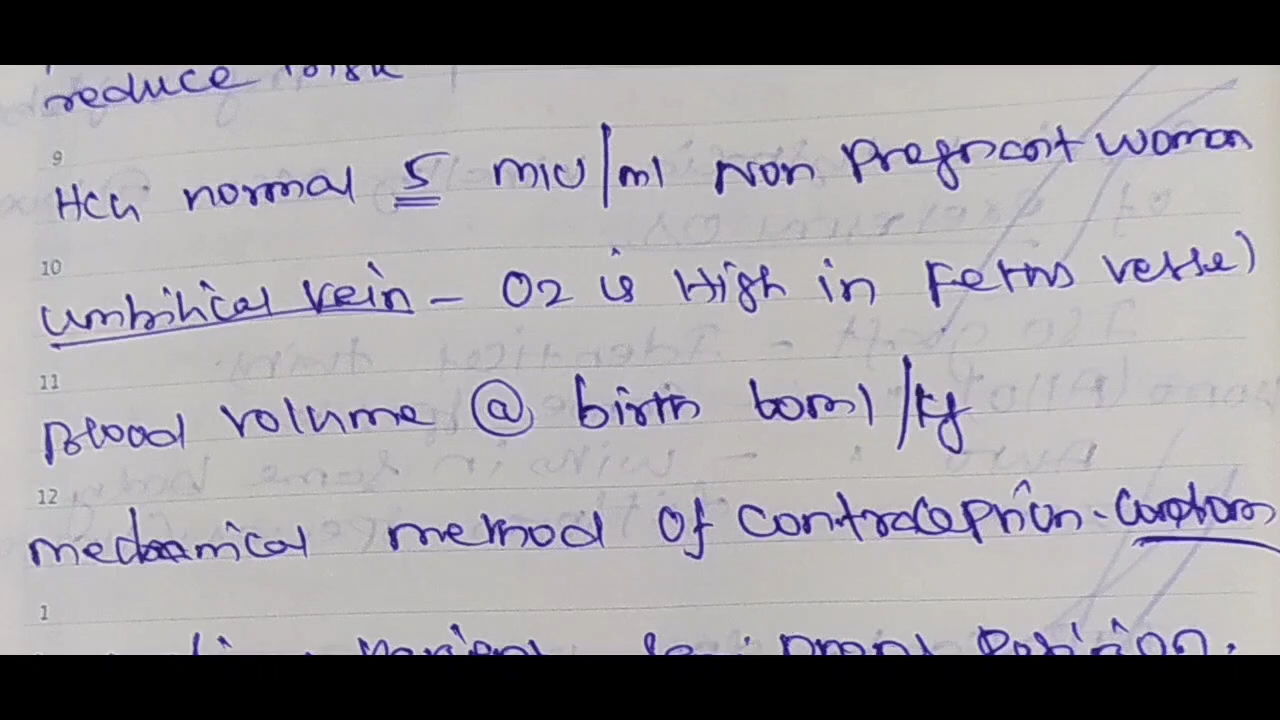 reduce
9
HCG normal 5 mIU/ml Non Pregnant woman
10
umbilical vein - O2 is High in Fetus vessel
11
Blood volume @ birth 80ml/kg
12
mechanical method of contraception - Condom
1
position.